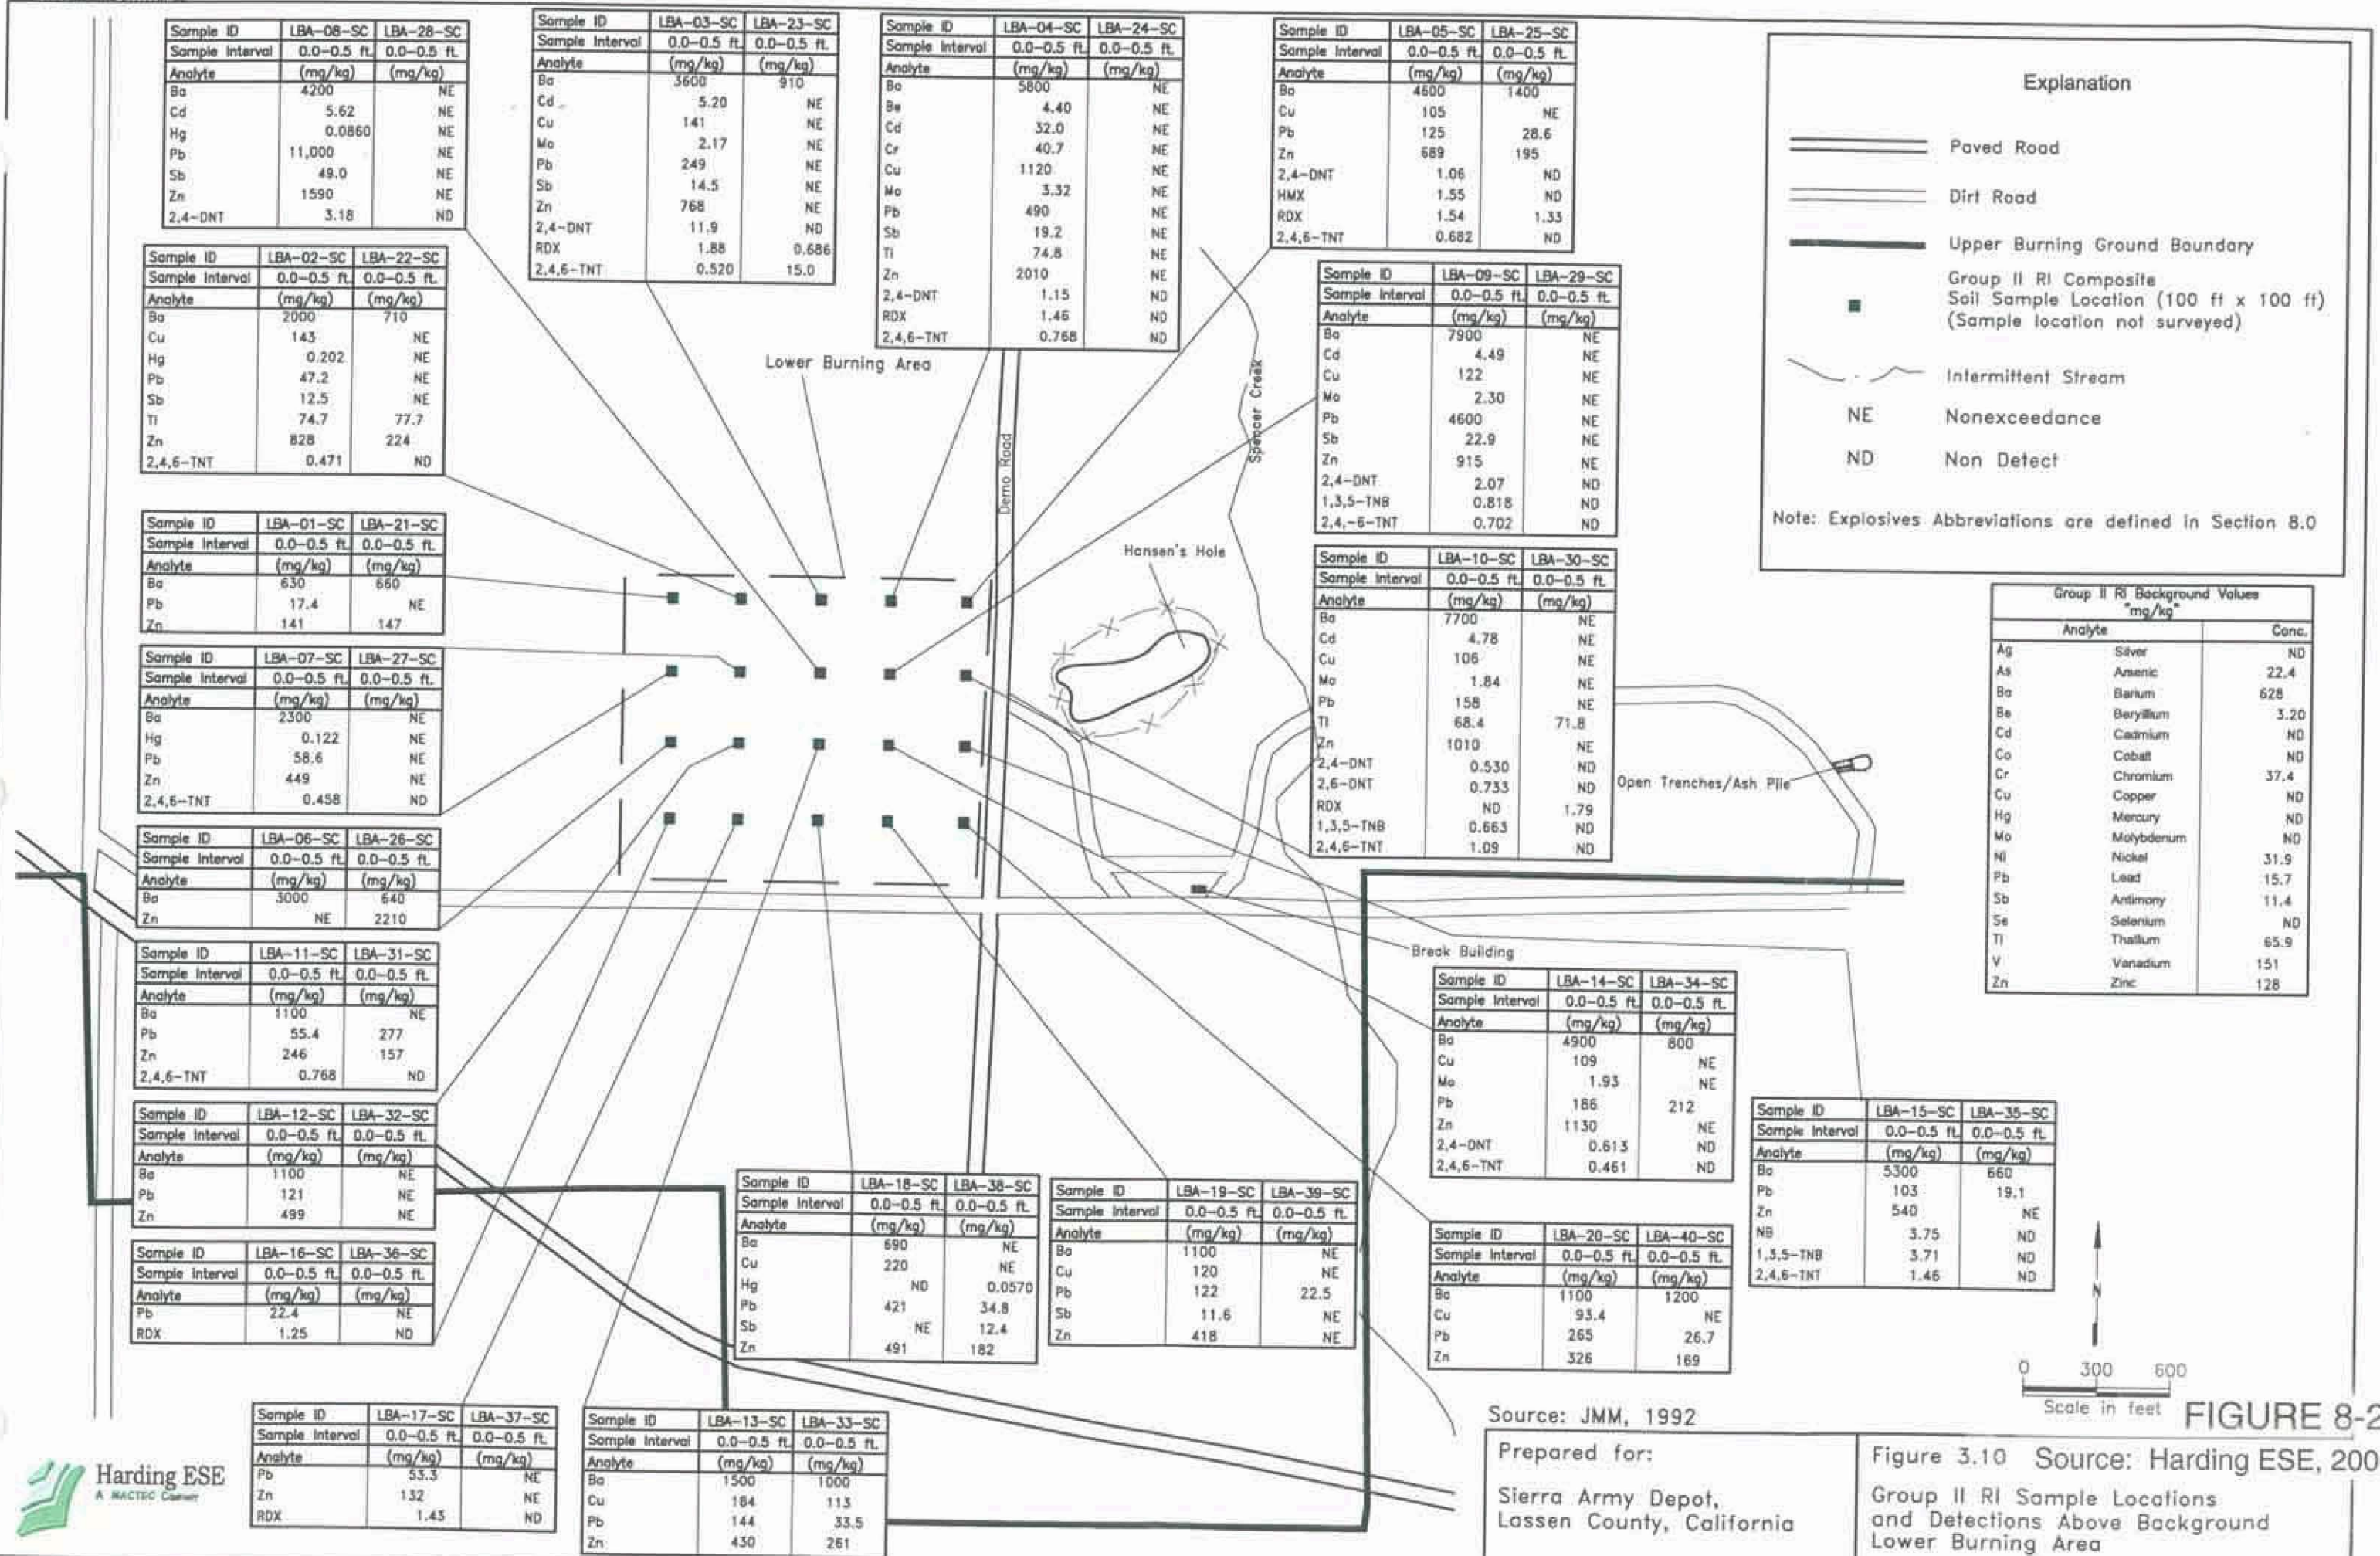 Sample ID LBA-08-SC LBA-28-SC
Sample Interval 0.0-0.5 ft. 0.0-0.5 ft.
Analyte (mg/kg) (mg/kg)
Ba 4200 NE
Cd 5.62 NE
Hg 0.0860 NE
Pb 11,000 NE
Sb 49.0 NE
Zn 1590 NE
2,4-DNT 3.18 ND
Sample ID LBA-03-SC LBA-23-SC
Sample Interval 0.0-0.5 ft. 0.0-0.5 ft.
Analyte (mg/kg) (mg/kg)
Ba 3600 910
Cd 5.20 NE
Cu 141 NE
Mo 2.17 NE
Pb 249 NE
Sb 14.5 NE
Zn 768 NE
2,4-DNT 11.9 ND
RDX 1.88 0.686
2,4,6-TNT 0.520 15.0
Sample ID LBA-04-SC LBA-24-SC
Sample Interval 0.0-0.5 ft. 0.0-0.5 ft.
Analyte (mg/kg) (mg/kg)
Ba 5800 NE
Be 4.40 NE
Cd 32.0 NE
Cr 40.7 NE
Cu 1120 NE
Mo 3.32 NE
Pb 490 NE
Sb 19.2 NE
Tl 74.8 NE
Zn 2010 NE
2,4-DNT 1.15 ND
RDX 1.46 ND
2,4,6-TNT 0.768 ND
Sample ID LBA-05-SC LBA-25-SC
Sample Interval 0.0-0.5 ft. 0.0-0.5 ft.
Analyte (mg/kg) (mg/kg)
Ba 4600 1400
Cu 105 NE
Pb 125 28.6
Zn 689 195
2,4-DNT 1.06 ND
HMX 1.55 ND
RDX 1.54 1.33
2,4,6-TNT 0.682 ND
Explanation
Paved Road
Dirt Road
Upper Burning Ground Boundary
Group II RI Composite
Soil Sample Location (100 ft x 100 ft)
(Sample location not surveyed)
Intermittent Stream
NE Nonexceedance
ND Non Detect
Note: Explosives Abbreviations are defined in Section 8.0
Sample ID LBA-02-SC LBA-22-SC
Sample Interval 0.0-0.5 ft. 0.0-0.5 ft.
Analyte (mg/kg) (mg/kg)
Ba 2000 710
Cu 143 NE
Hg 0.202 NE
Pb 47.2 NE
Sb 12.5 NE
Tl 74.7 77.7
Zn 828 224
2,4,6-TNT 0.471 ND
Lower Burning Area
Demo Road
Spencer Creek
Hansen's Hole
Sample ID LBA-09-SC LBA-29-SC
Sample Interval 0.0-0.5 ft. 0.0-0.5 ft.
Analyte (mg/kg) (mg/kg)
Ba 7900 NE
Cd 4.49 NE
Cu 122 NE
Mo 2.30 NE
Pb 4600 NE
Sb 22.9 NE
Zn 915 NE
2,4-DNT 2.07 ND
1,3,5-TNB 0.818 ND
2,4,-6-TNT 0.702 ND
Sample ID LBA-01-SC LBA-21-SC
Sample Interval 0.0-0.5 ft. 0.0-0.5 ft.
Analyte (mg/kg) (mg/kg)
Ba 630 660
Pb 17.4 NE
Zn 141 147
Sample ID LBA-10-SC LBA-30-SC
Sample Interval 0.0-0.5 ft. 0.0-0.5 ft.
Analyte (mg/kg) (mg/kg)
Ba 7700 NE
Cd 4.78 NE
Cu 106 NE
Mo 1.84 NE
Pb 158 NE
Tl 68.4 71.8
Zn 1010 NE
2,4-DNT 0.530 ND
2,6-DNT 0.733 ND
RDX ND 1.79
1,3,5-TNB 0.663 ND
2,4,6-TNT 1.09 ND
Group II RI Background Values
"mg/kg"
Analyte Conc.
Ag Silver ND
As Arsenic 22.4
Ba Barium 628
Be Beryllium 3.20
Cd Cadmium ND
Co Cobalt ND
Cr Chromium 37.4
Cu Copper ND
Hg Mercury ND
Mo Molybdenum ND
Ni Nickel 31.9
Pb Lead 15.7
Sb Antimony 11.4
Se Selenium ND
Tl Thallium 65.9
V Vanadium 151
Zn Zinc 128
Sample ID LBA-07-SC LBA-27-SC
Sample Interval 0.0-0.5 ft. 0.0-0.5 ft.
Analyte (mg/kg) (mg/kg)
Ba 2300 NE
Hg 0.122 NE
Pb 58.6 NE
Zn 449 NE
2,4,6-TNT 0.458 ND
Open Trenches/Ash Pile
Sample ID LBA-06-SC LBA-26-SC
Sample Interval 0.0-0.5 ft. 0.0-0.5 ft.
Analyte (mg/kg) (mg/kg)
Ba 3000 640
Zn NE 2210
Break Building
Sample ID LBA-11-SC LBA-31-SC
Sample Interval 0.0-0.5 ft. 0.0-0.5 ft.
Analyte (mg/kg) (mg/kg)
Ba 1100 NE
Pb 55.4 277
Zn 246 157
2,4,6-TNT 0.768 ND
Sample ID LBA-14-SC LBA-34-SC
Sample Interval 0.0-0.5 ft. 0.0-0.5 ft.
Analyte (mg/kg) (mg/kg)
Ba 4900 800
Cu 109 NE
Mo 1.93 NE
Pb 186 212
Zn 1130 NE
2,4-DNT 0.613 ND
2,4,6-TNT 0.461 ND
Sample ID LBA-15-SC LBA-35-SC
Sample Interval 0.0-0.5 ft. 0.0-0.5 ft.
Analyte (mg/kg) (mg/kg)
Ba 5300 660
Pb 103 19.1
Zn 540 NE
NB 3.75 ND
1,3,5-TNB 3.71 ND
2,4,6-TNT 1.46 ND
Sample ID LBA-12-SC LBA-32-SC
Sample Interval 0.0-0.5 ft. 0.0-0.5 ft.
Analyte (mg/kg) (mg/kg)
Ba 1100 NE
Pb 121 NE
Zn 499 NE
Sample ID LBA-18-SC LBA-38-SC
Sample Interval 0.0-0.5 ft. 0.0-0.5 ft.
Analyte (mg/kg) (mg/kg)
Ba 690 NE
Cu 220 NE
Hg ND 0.0570
Pb 421 34.8
Sb NE 12.4
Zn 491 182
Sample ID LBA-19-SC LBA-39-SC
Sample Interval 0.0-0.5 ft. 0.0-0.5 ft.
Analyte (mg/kg) (mg/kg)
Ba 1100 NE
Cu 120 NE
Pb 122 22.5
Sb 11.6 NE
Zn 418 NE
Sample ID LBA-20-SC LBA-40-SC
Sample Interval 0.0-0.5 ft. 0.0-0.5 ft.
Analyte (mg/kg) (mg/kg)
Ba 1100 1200
Cu 93.4 NE
Pb 265 26.7
Zn 326 169
Sample ID LBA-16-SC LBA-36-SC
Sample Interval 0.0-0.5 ft. 0.0-0.5 ft.
Analyte (mg/kg) (mg/kg)
Pb 22.4 NE
RDX 1.25 ND
N
0 300 600
Scale in feet
FIGURE 8-2
Sample ID LBA-17-SC LBA-37-SC
Sample Interval 0.0-0.5 ft. 0.0-0.5 ft.
Analyte (mg/kg) (mg/kg)
Pb 53.3 NE
Zn 132 NE
RDX 1.43 ND
Sample ID LBA-13-SC LBA-33-SC
Sample Interval 0.0-0.5 ft. 0.0-0.5 ft.
Analyte (mg/kg) (mg/kg)
Ba 1500 1000
Cu 184 113
Pb 144 33.5
Zn 430 261
Harding ESE
A MACTEC Company
Source: JMM, 1992
Prepared for:
Sierra Army Depot,
Lassen County, California
Figure 3.10 Source: Harding ESE, 200
Group II RI Sample Locations
and Detections Above Background
Lower Burning Area